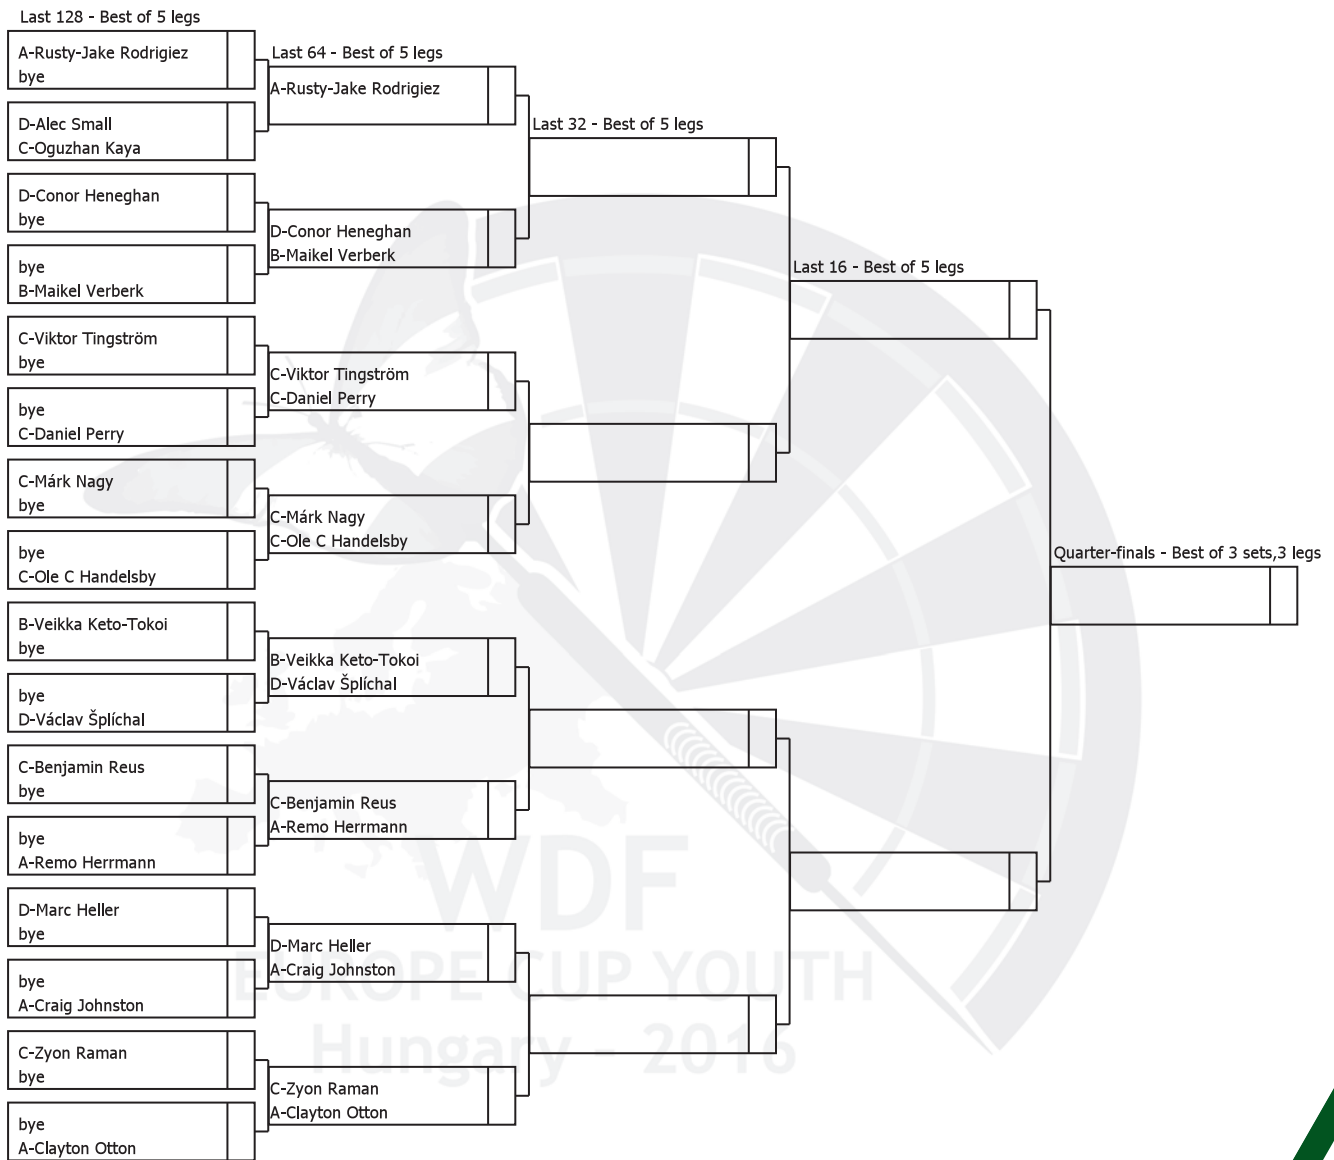 Last 128 - Best of 5 legs
A-Rusty-Jake Rodrigiez
bye
D-Alec Small
C-Oguzhan Kaya
D-Conor Heneghan
bye
bye
B-Maikel Verberk
C-Viktor Tingström
bye
bye
C-Daniel Perry
C-Márk Nagy
bye
bye
C-Ole C Handelsby
B-Veikka Keto-Tokoi
bye
bye
D-Václav Šplíchal
C-Benjamin Reus
bye
bye
A-Remo Herrmann
D-Marc Heller
bye
bye
A-Craig Johnston
C-Zyon Raman
bye
bye
A-Clayton Otton
Last 64 - Best of 5 legs
A-Rusty-Jake Rodrigiez
D-Conor Heneghan
B-Maikel Verberk
C-Viktor Tingström
C-Daniel Perry
C-Márk Nagy
C-Ole C Handelsby
B-Veikka Keto-Tokoi
D-Václav Šplíchal
C-Benjamin Reus
A-Remo Herrmann
D-Marc Heller
A-Craig Johnston
C-Zyon Raman
A-Clayton Otton
Last 32 - Best of 5 legs
Last 16 - Best of 5 legs
Quarter-finals - Best of 3 sets,3 legs
WDF
EUROPE CUP YOUTH
Hungary - 2016